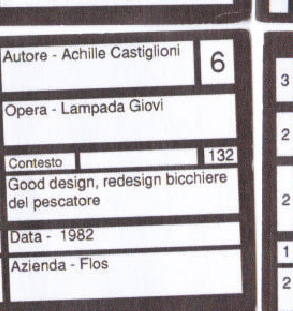 Autore - Achille Castiglioni
6
Opera - Lampada Giovi
Contesto
132
Good design, redesign bicchiere
del pescatore
Data - 1982
Azienda - Flos
3
2
2
1
2